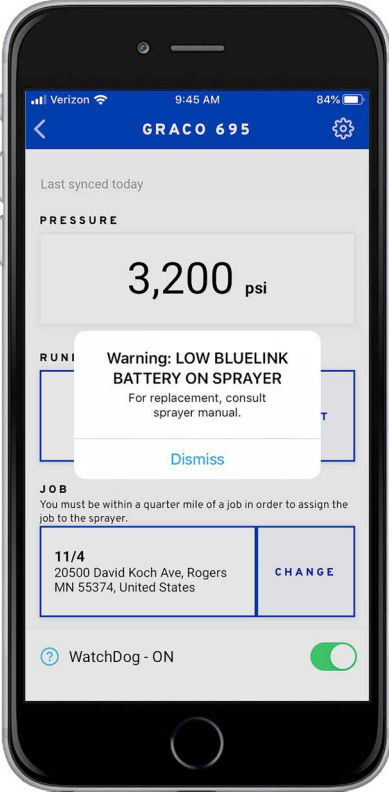 Verizon 9:45 AM 84%
GRACO 695
Last synced today
PRESSURE
3,200 psi
Warning: LOW BLUELINK
BATTERY ON SPRAYER
For replacement, consult
sprayer manual.
Dismiss
JOB
You must be within a quarter mile of a job in order to assign the
job to the sprayer.
11/4
20500 David Koch Ave, Rogers
MN 55374, United States
CHANGE
? WatchDog - ON